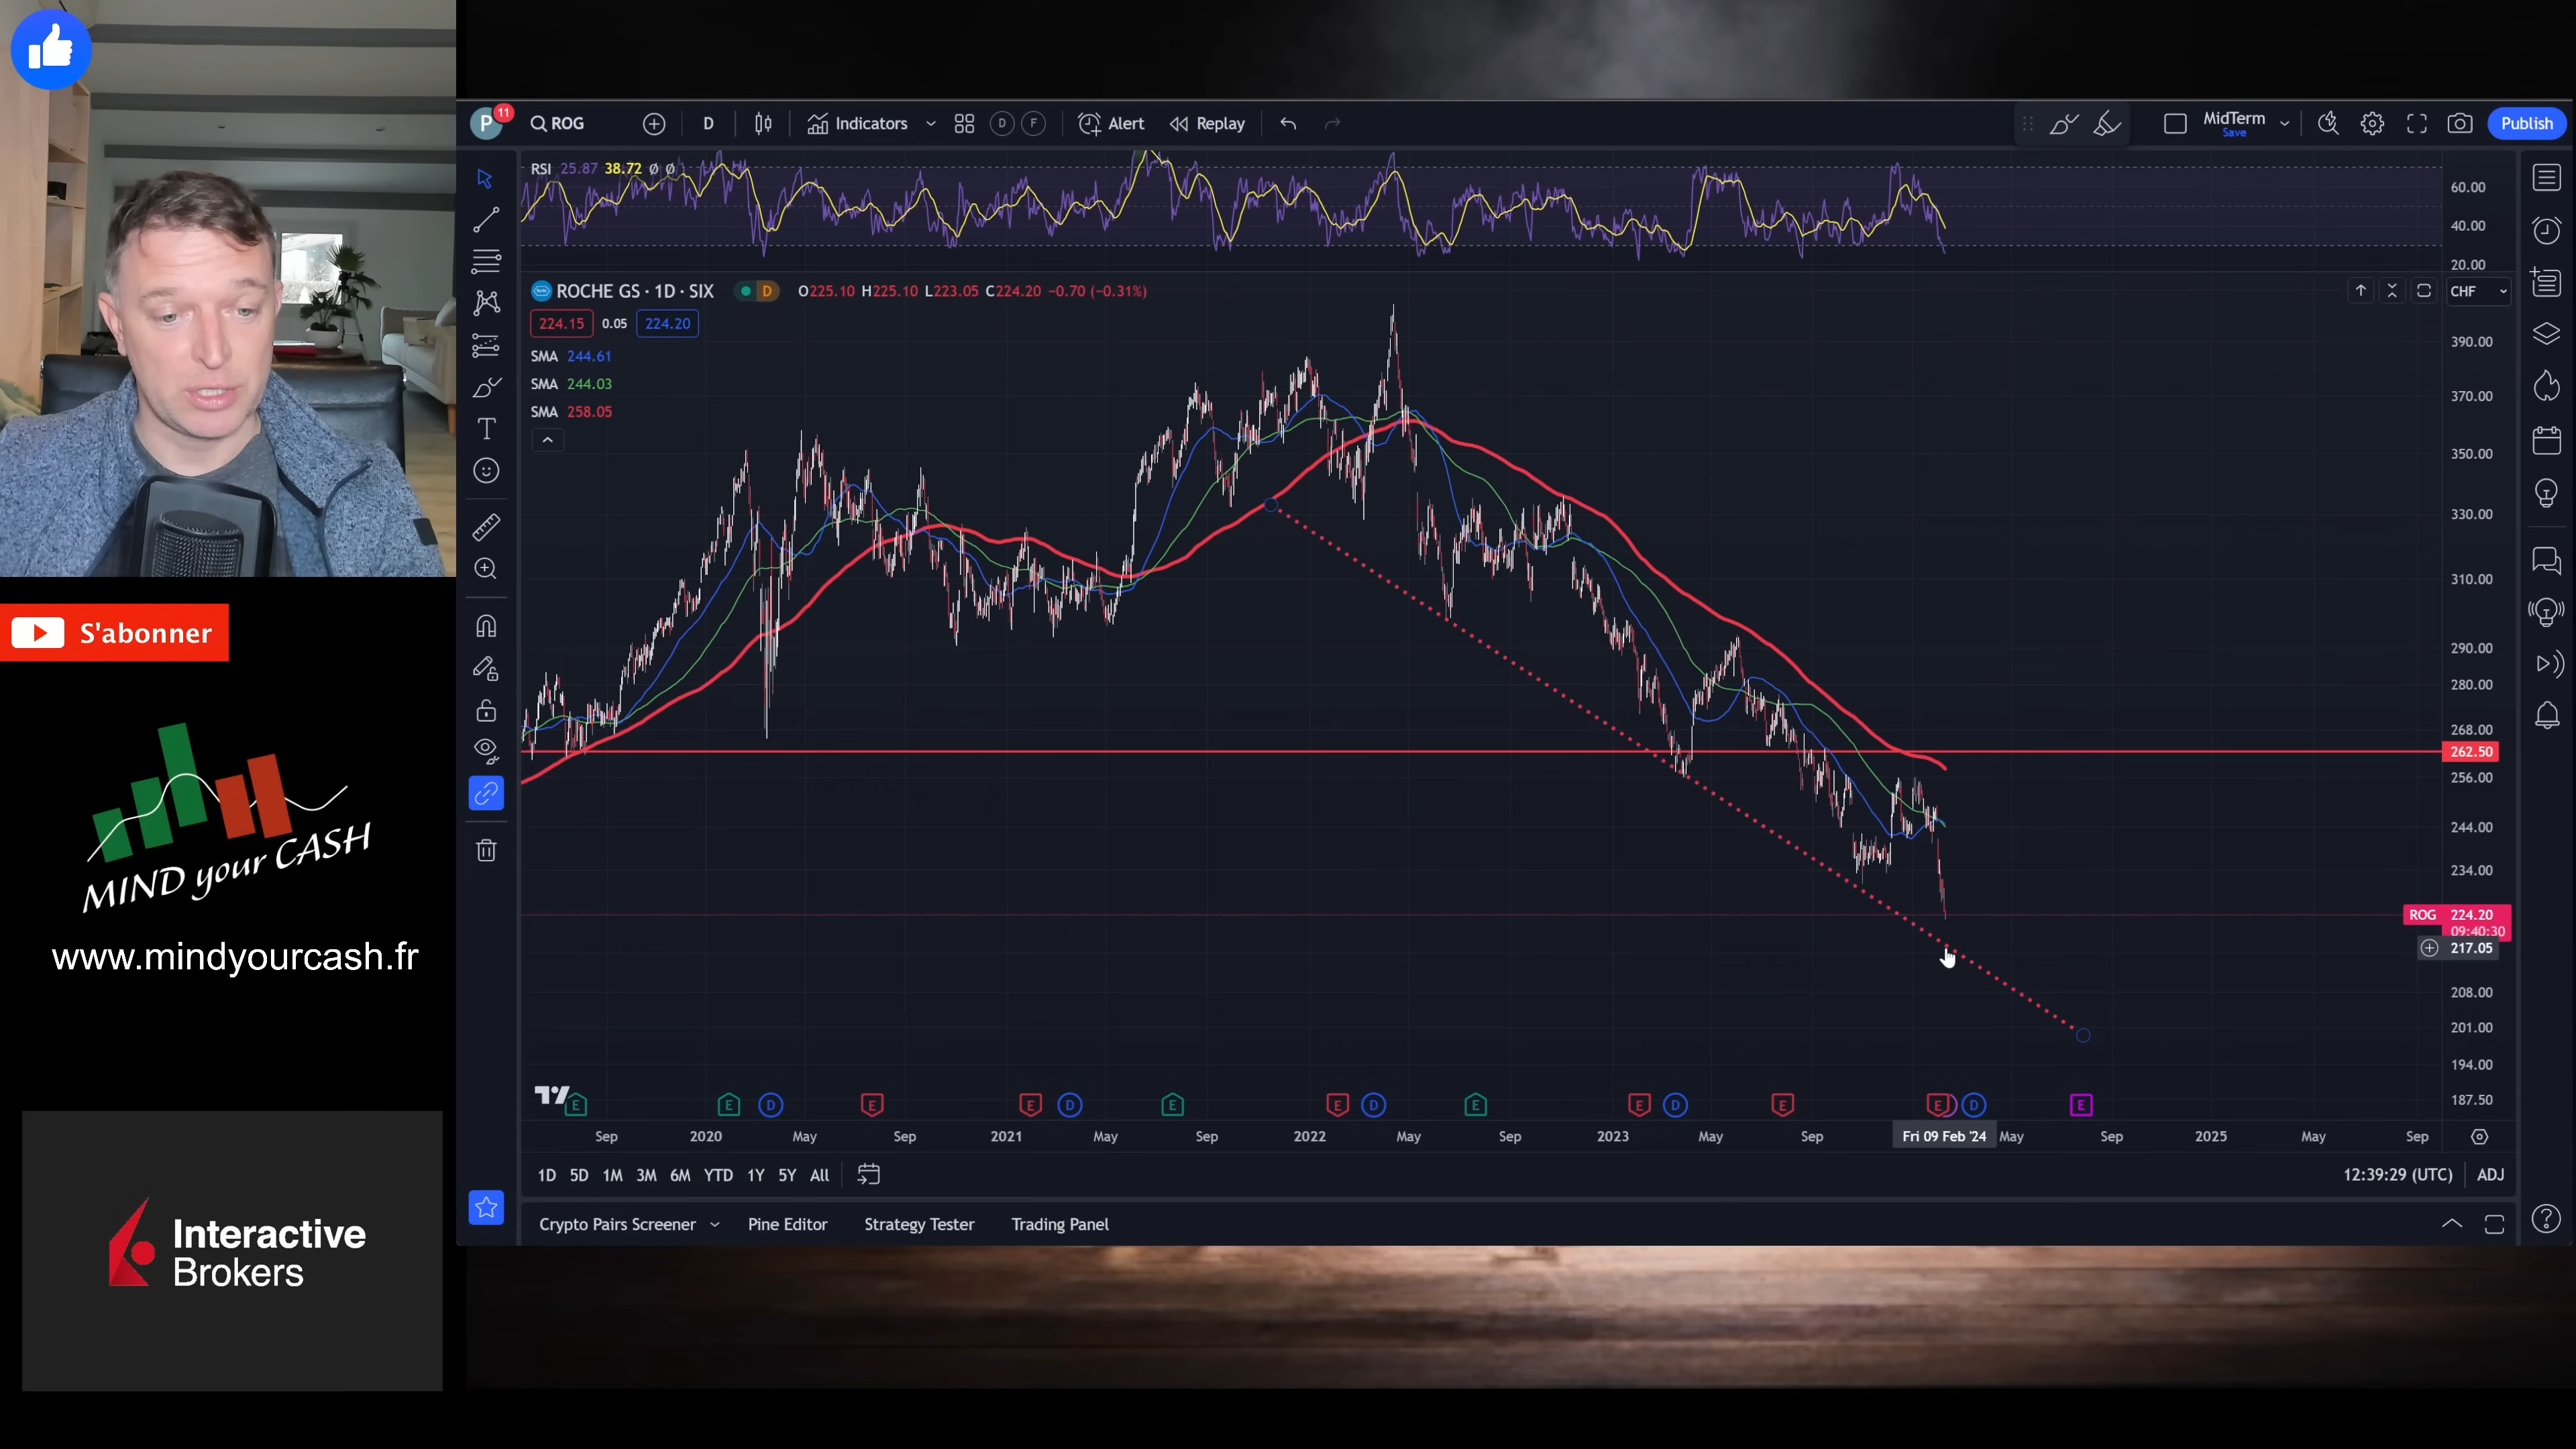 P
11
ROG
D
Indicators
D
F
Alert
Replay
MidTerm
Save
Publish
RSI 25.87 38.72 Ø Ø
60.00
40.00
20.00
ROCHE GS · 1D · SIX
D
O225.10 H225.10 L223.05 C224.20 −0.70 (−0.31%)
CHF
224.15 0.05 224.20
SMA 244.61
SMA 244.03
SMA 258.05
390.00
370.00
350.00
330.00
310.00
290.00
280.00
268.00
262.50
256.00
244.00
234.00
ROG 224.20
09:40:30
217.05
208.00
201.00
194.00
187.50
S'abonner
MIND your CASH
www.mindyourcash.fr
Interactive
Brokers
E E D E E D E E D E E D E E D E
Sep 2020 May Sep 2021 May Sep 2022 May Sep 2023 May Sep Fri 09 Feb '24 May Sep 2025 May Sep
1D 5D 1M 3M 6M YTD 1Y 5Y All
12:39:29 (UTC) ADJ
Crypto Pairs Screener Pine Editor Strategy Tester Trading Panel